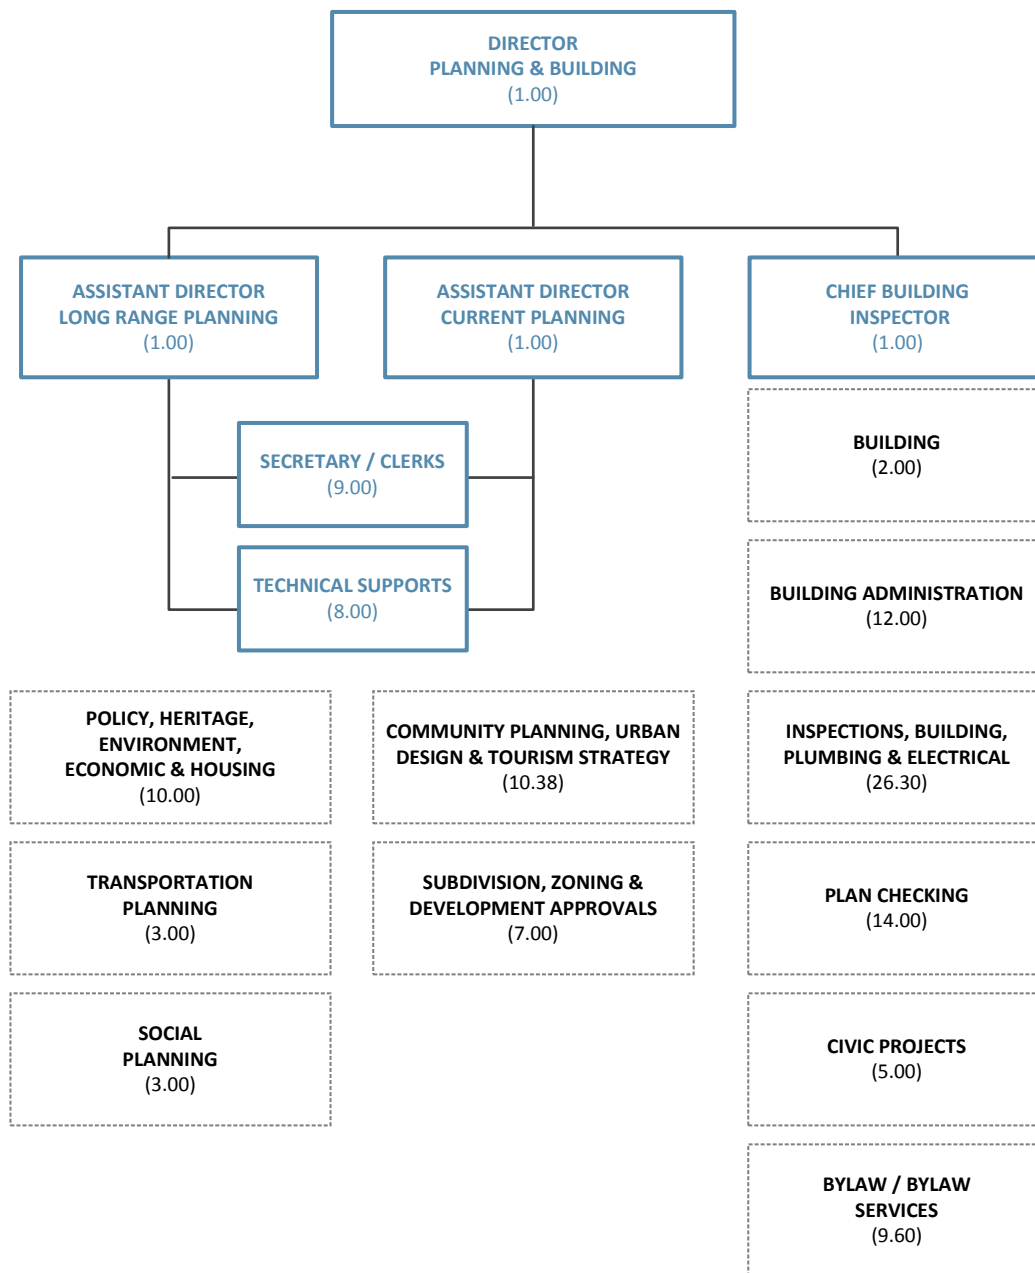 DIRECTOR
PLANNING & BUILDING
(1.00)
ASSISTANT DIRECTOR
LONG RANGE PLANNING
(1.00)
ASSISTANT DIRECTOR
CURRENT PLANNING
(1.00)
CHIEF BUILDING
INSPECTOR
(1.00)
SECRETARY / CLERKS
(9.00)
TECHNICAL SUPPORTS
(8.00)
BUILDING
(2.00)
BUILDING ADMINISTRATION
(12.00)
POLICY, HERITAGE,
ENVIRONMENT,
ECONOMIC & HOUSING
(10.00)
COMMUNITY PLANNING, URBAN
DESIGN & TOURISM STRATEGY
(10.38)
INSPECTIONS, BUILDING,
PLUMBING & ELECTRICAL
(26.30)
TRANSPORTATION
PLANNING
(3.00)
SUBDIVISION, ZONING &
DEVELOPMENT APPROVALS
(7.00)
PLAN CHECKING
(14.00)
SOCIAL
PLANNING
(3.00)
CIVIC PROJECTS
(5.00)
BYLAW / BYLAW
SERVICES
(9.60)